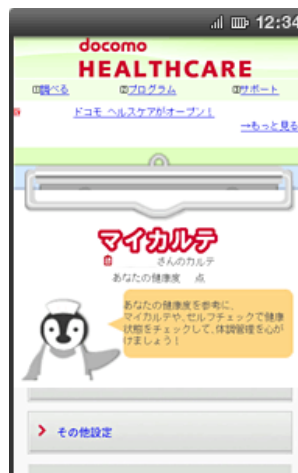 12:34
docomo
HEALTHCARE
調べる プログラム サポート
ドコモ ヘルスケアがオープン！
→もっと見る
マイカルテ
さんのカルテ
あなたの健康度 点
あなたの健康度を参考に、
マイカルテや、セルフチェックで健康
状態をチェックして、体調管理を心が
けましょう！
その他設定